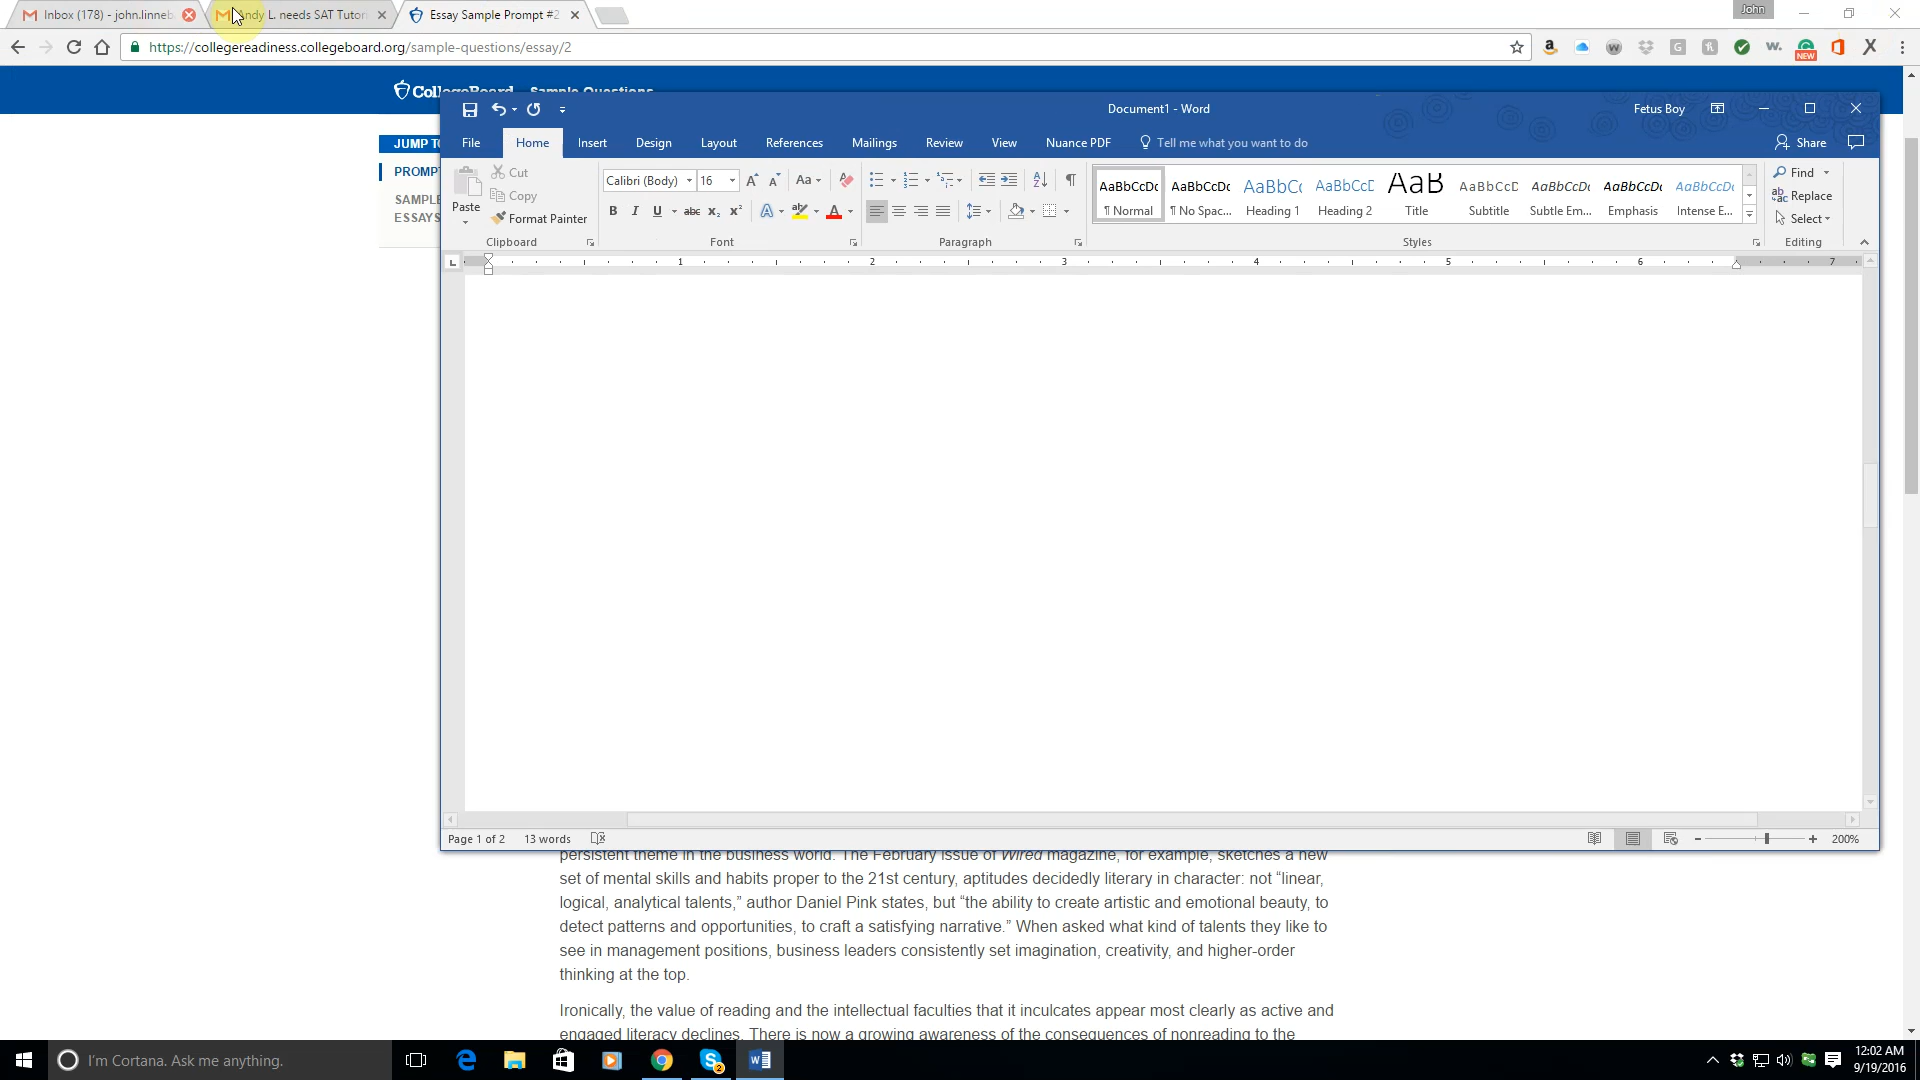 Inbox (178) - john.linneb
Andy L. needs SAT Tutor
Essay Sample Prompt #2
John
https://collegereadiness.collegeboard.org/sample-questions/essay/2
NEW
CollegeBoard Sample Questions
JUMP TO
PROMPT
SAMPLE
ESSAYS
Document1 - Word
Fetus Boy
File Home Insert Design Layout References Mailings Review View Nuance PDF Tell me what you want to do Share
Paste
Cut
Copy
Format Painter
Clipboard
Calibri (Body) 16
Font
Paragraph
AaBbCcDc AaBbCcDc AaBbCc AaBbCcD AaB AaBbCcD AaBbCcDc AaBbCcDc AaBbCcDc
¶ Normal ¶ No Spac... Heading 1 Heading 2 Title Subtitle Subtle Em... Emphasis Intense E...
Styles
Find
Replace
Select
Editing
1 2 3 4 5 6 7
Page 1 of 2 13 words 200%
persistent theme in the business world. The February issue of Wired magazine, for example, sketches a new
set of mental skills and habits proper to the 21st century, aptitudes decidedly literary in character: not “linear,
logical, analytical talents,” author Daniel Pink states, but “the ability to create artistic and emotional beauty, to
detect patterns and opportunities, to craft a satisfying narrative.” When asked what kind of talents they like to
see in management positions, business leaders consistently set imagination, creativity, and higher-order
thinking at the top.
Ironically, the value of reading and the intellectual faculties that it inculcates appear most clearly as active and
engaged literacy declines. There is now a growing awareness of the consequences of nonreading to the
I'm Cortana. Ask me anything.
12:02 AM
9/19/2016